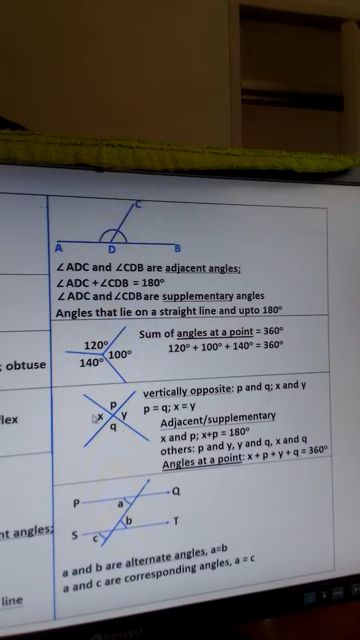 C
A D B
∠ADC and ∠CDB are adjacent angles;
∠ADC +∠CDB = 180°
∠ADC and ∠CDB are supplementary angles
Angles that lie on a straight line and upto 180°
; obtuse
120°
100°
140°
Sum of angles at a point = 360°
120° + 100° + 140° = 360°
flex
p
x y
q
vertically opposite: p and q; x and y
p = q; x = y
Adjacent/supplementary
x and p; x+p = 180°
others: p and y, y and q, x and q
Angles at a point: x + p + y + q = 360°
nt angles;
P Q
a
b
S T
c
a and b are alternate angles, a=b
a and c are corresponding angles, a = c
line